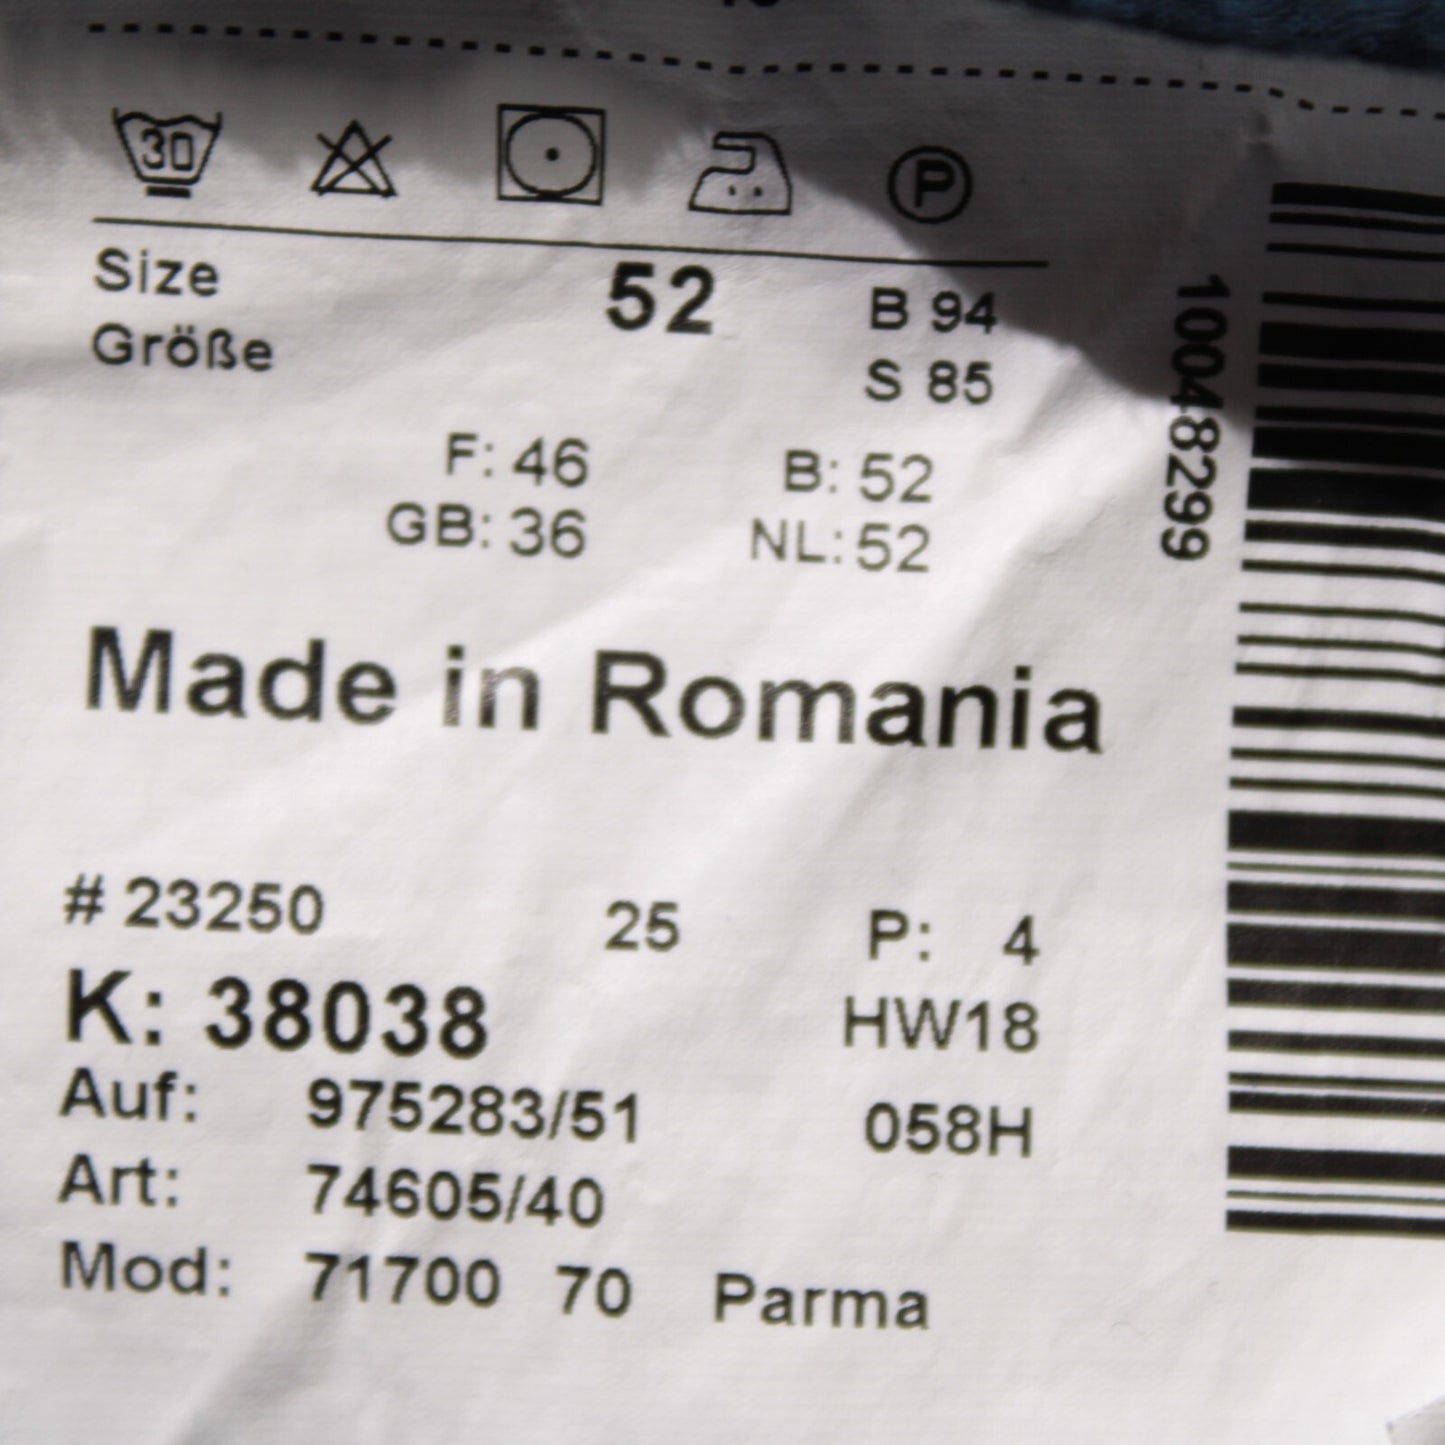 30
P
Size 52 B 94
Größe S 85
F: 46 B: 52
GB: 36 NL: 52
Made in Romania
# 23250 25 P: 4
K: 38038 HW18
Auf: 975283/51 058H
Art: 74605/40
Mod: 71700 70 Parma
10048299